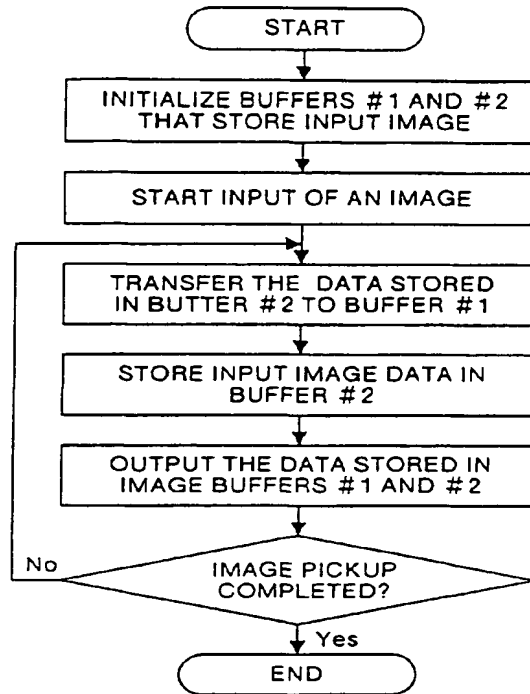 START
INITIALIZE BUFFERS #1 AND #2
THAT STORE INPUT IMAGE
START INPUT OF AN IMAGE
TRANSFER THE DATA STORED
IN BUTTER #2 TO BUFFER #1
STORE INPUT IMAGE DATA IN
BUFFER #2
OUTPUT THE DATA STORED IN
IMAGE BUFFERS #1 AND #2
No
IMAGE PICKUP
COMPLETED?
Yes
END